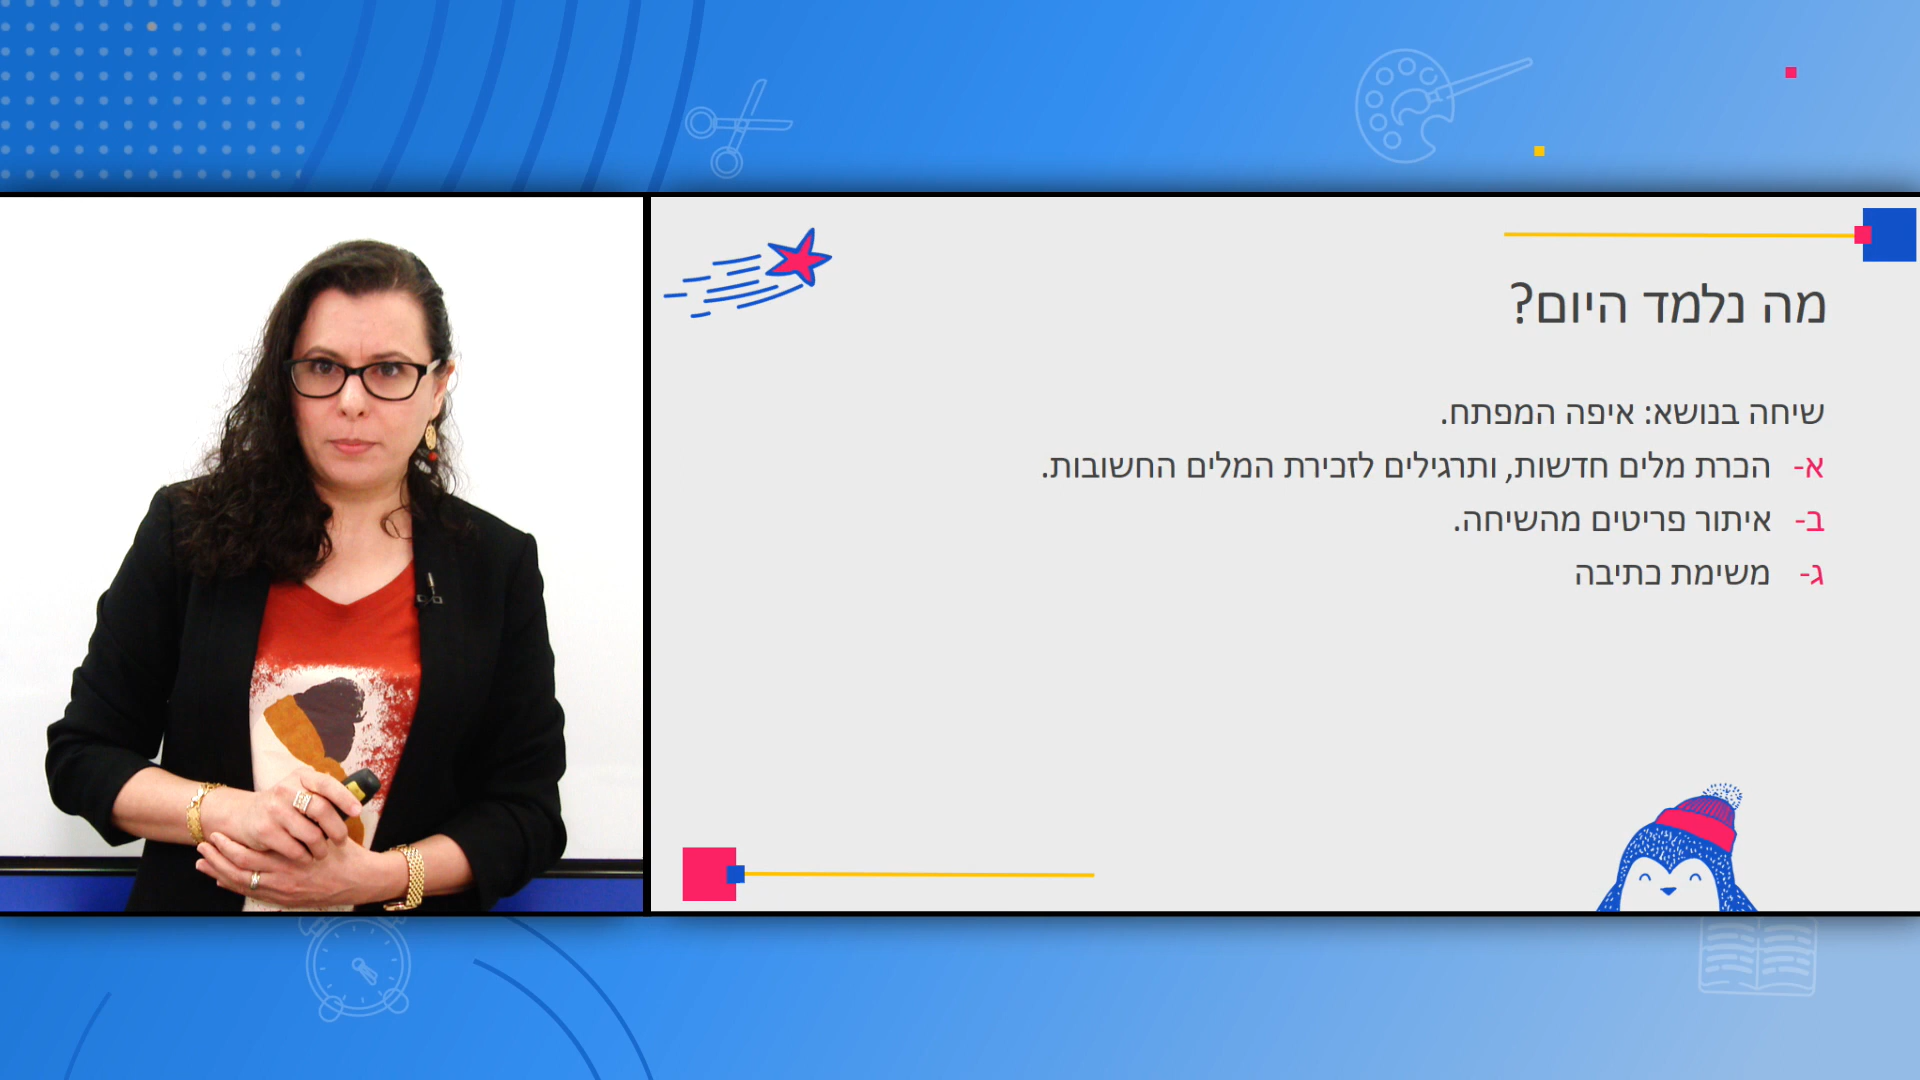 מה נלמד היום?
שיחה בנושא: איפה המפתח.
א- הכרת מלים חדשות, ותרגילים לזכירת המלים החשובות.
ב- איתור פריטים מהשיחה.
ג- משימת כתיבה